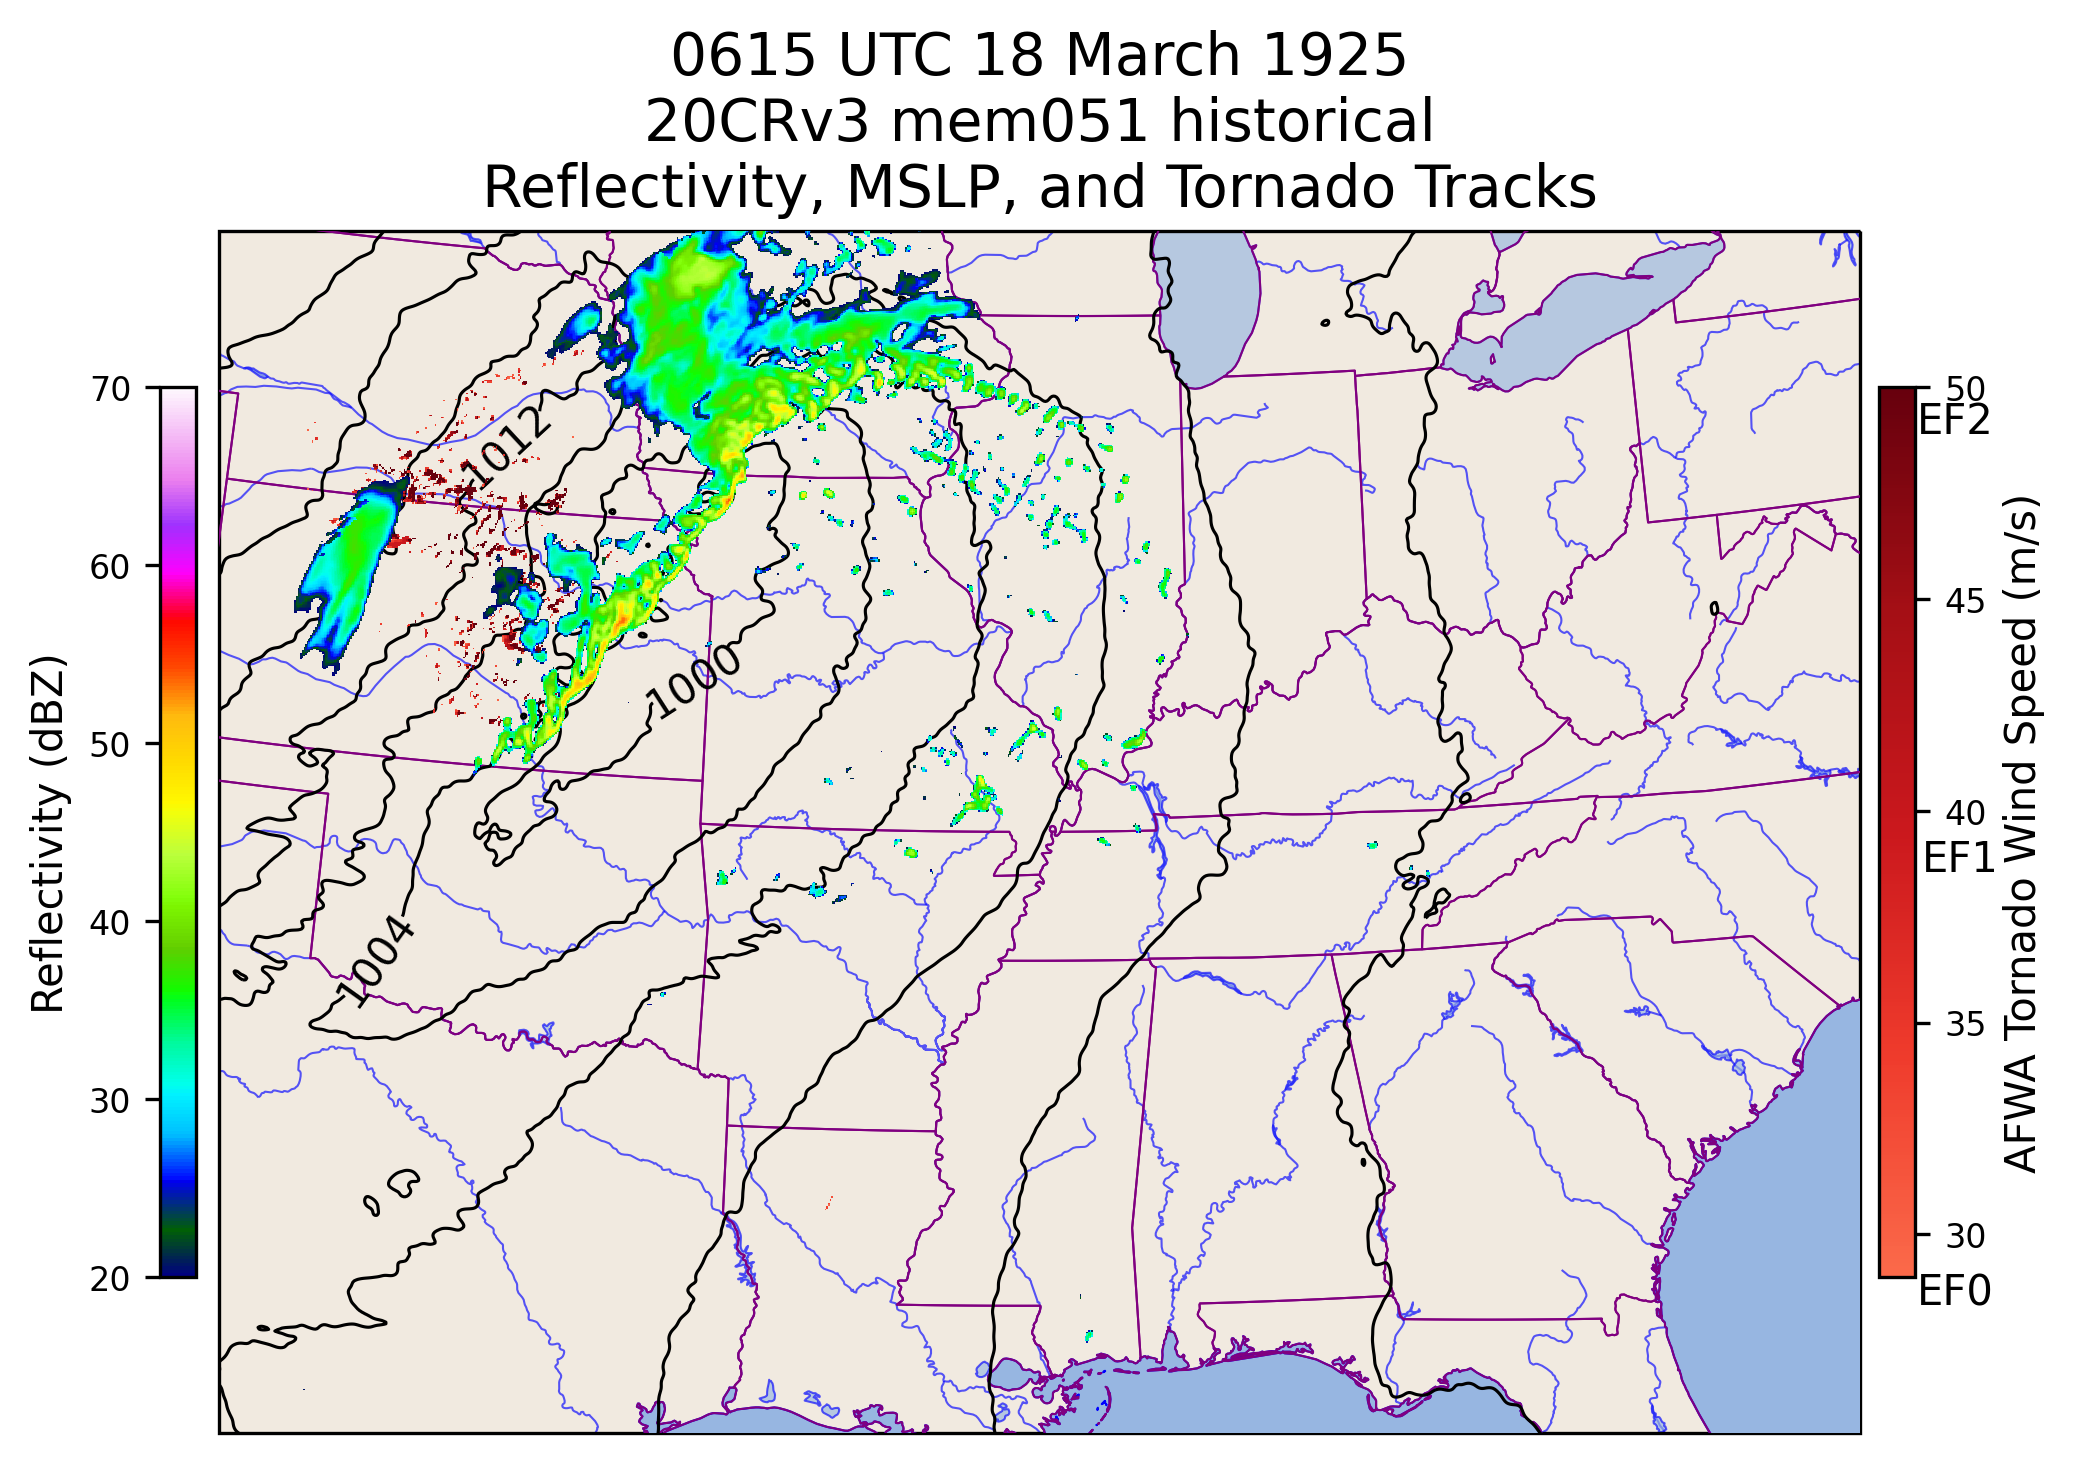 0615 UTC 18 March 1925
20CRv3 mem051 historical
Reflectivity, MSLP, and Tornado Tracks
70
60
50
40
30
20
Reflectivity (dBZ)
1012
1000
1004
50
EF2
45
40
EF1
35
30
EF0
AFWA Tornado Wind Speed (m/s)